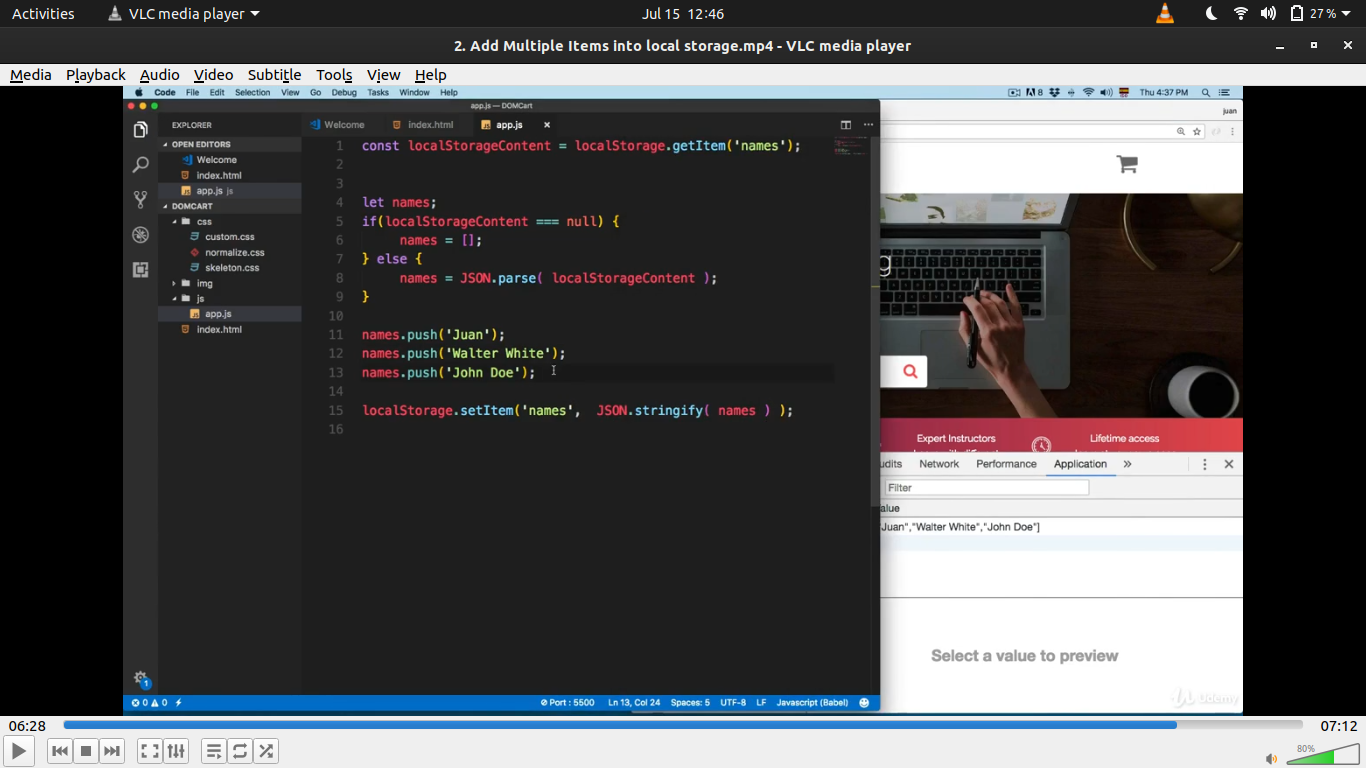 Activities VLC media player Jul 15 12:46 27%
2. Add Multiple Items into local storage.mp4 - VLC media player
Media Playback Audio Video Subtitle Tools View Help
Code File Edit Selection View Go Debug Tasks Window Help 8 Thu 4:37 PM
app.js — DOMCart
juan
EXPLORER
Welcome index.html app.js
OPEN EDITORS
Welcome
index.html
app.js js
DOMCART
css
custom.css
normalize.css
skeleton.css
img
js
app.js
index.html
1 const localStorageContent = localStorage.getItem('names');
2
3
4 let names;
5 if(localStorageContent === null) {
6 names = [];
7 } else {
8 names = JSON.parse( localStorageContent );
9 }
10
11 names.push('Juan');
12 names.push('Walter White');
13 names.push('John Doe');
14
15 localStorage.setItem('names', JSON.stringify( names ) );
16
g
Expert Instructors Lifetime access
udits Network Performance Application »
Filter
alue
Juan","Walter White","John Doe"]
Select a value to preview
Udemy
1
0 0 Port : 5500 Ln 13, Col 24 Spaces: 5 UTF-8 LF Javascript (Babel)
06:28 07:12
80%